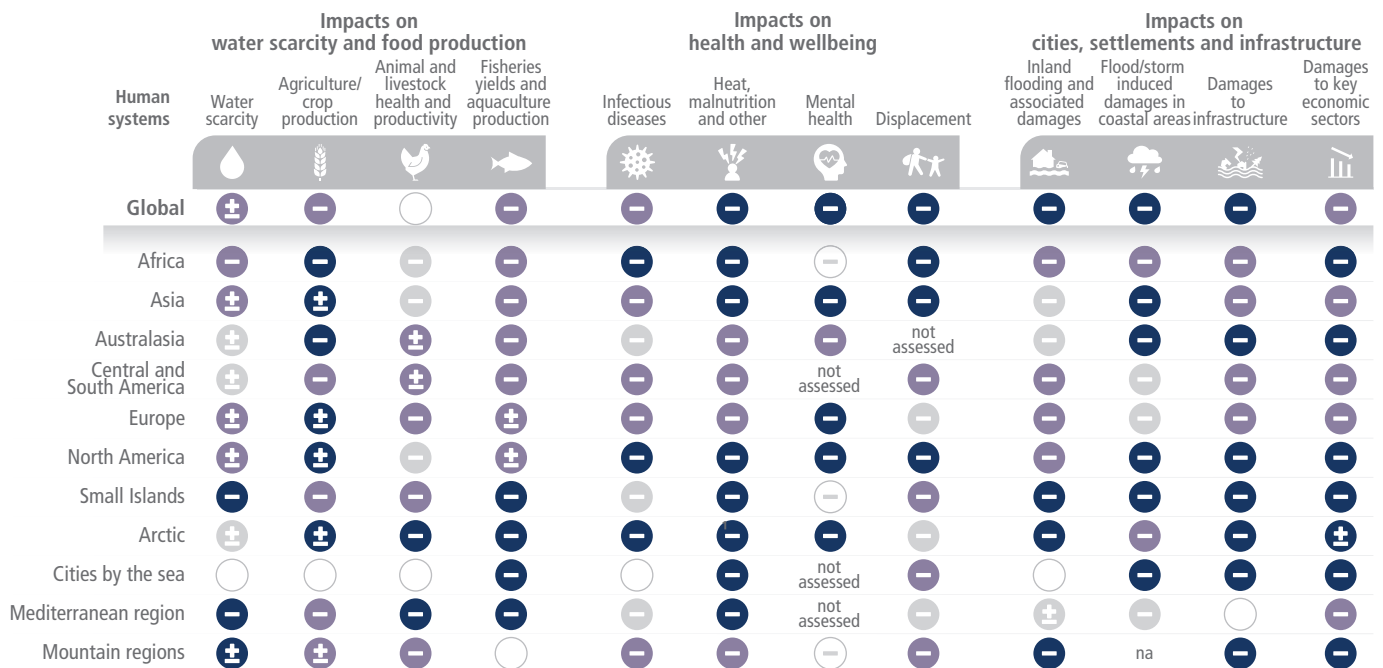 Impacts on
water scarcity and food production
Impacts on
health and wellbeing
Impacts on
cities, settlements and infrastructure
Human
systems
Water
scarcity
Agriculture/
crop
production
Animal and
livestock
health and
productivity
Fisheries
yields and
aquaculture
production
Infectious
diseases
Heat,
malnutrition
and other
Mental
health
Displacement
Inland
flooding and
associated
damages
Flood/storm
induced
damages in
coastal areas
Damages
to
infrastructure
Damages
to key
economic
sectors
Global
Africa
Asia
Australasia
not
assessed
Central and
South America
not
assessed
Europe
North America
Small Islands
Arctic
Cities by the sea
not
assessed
Mediterranean region
not
assessed
Mountain regions
na